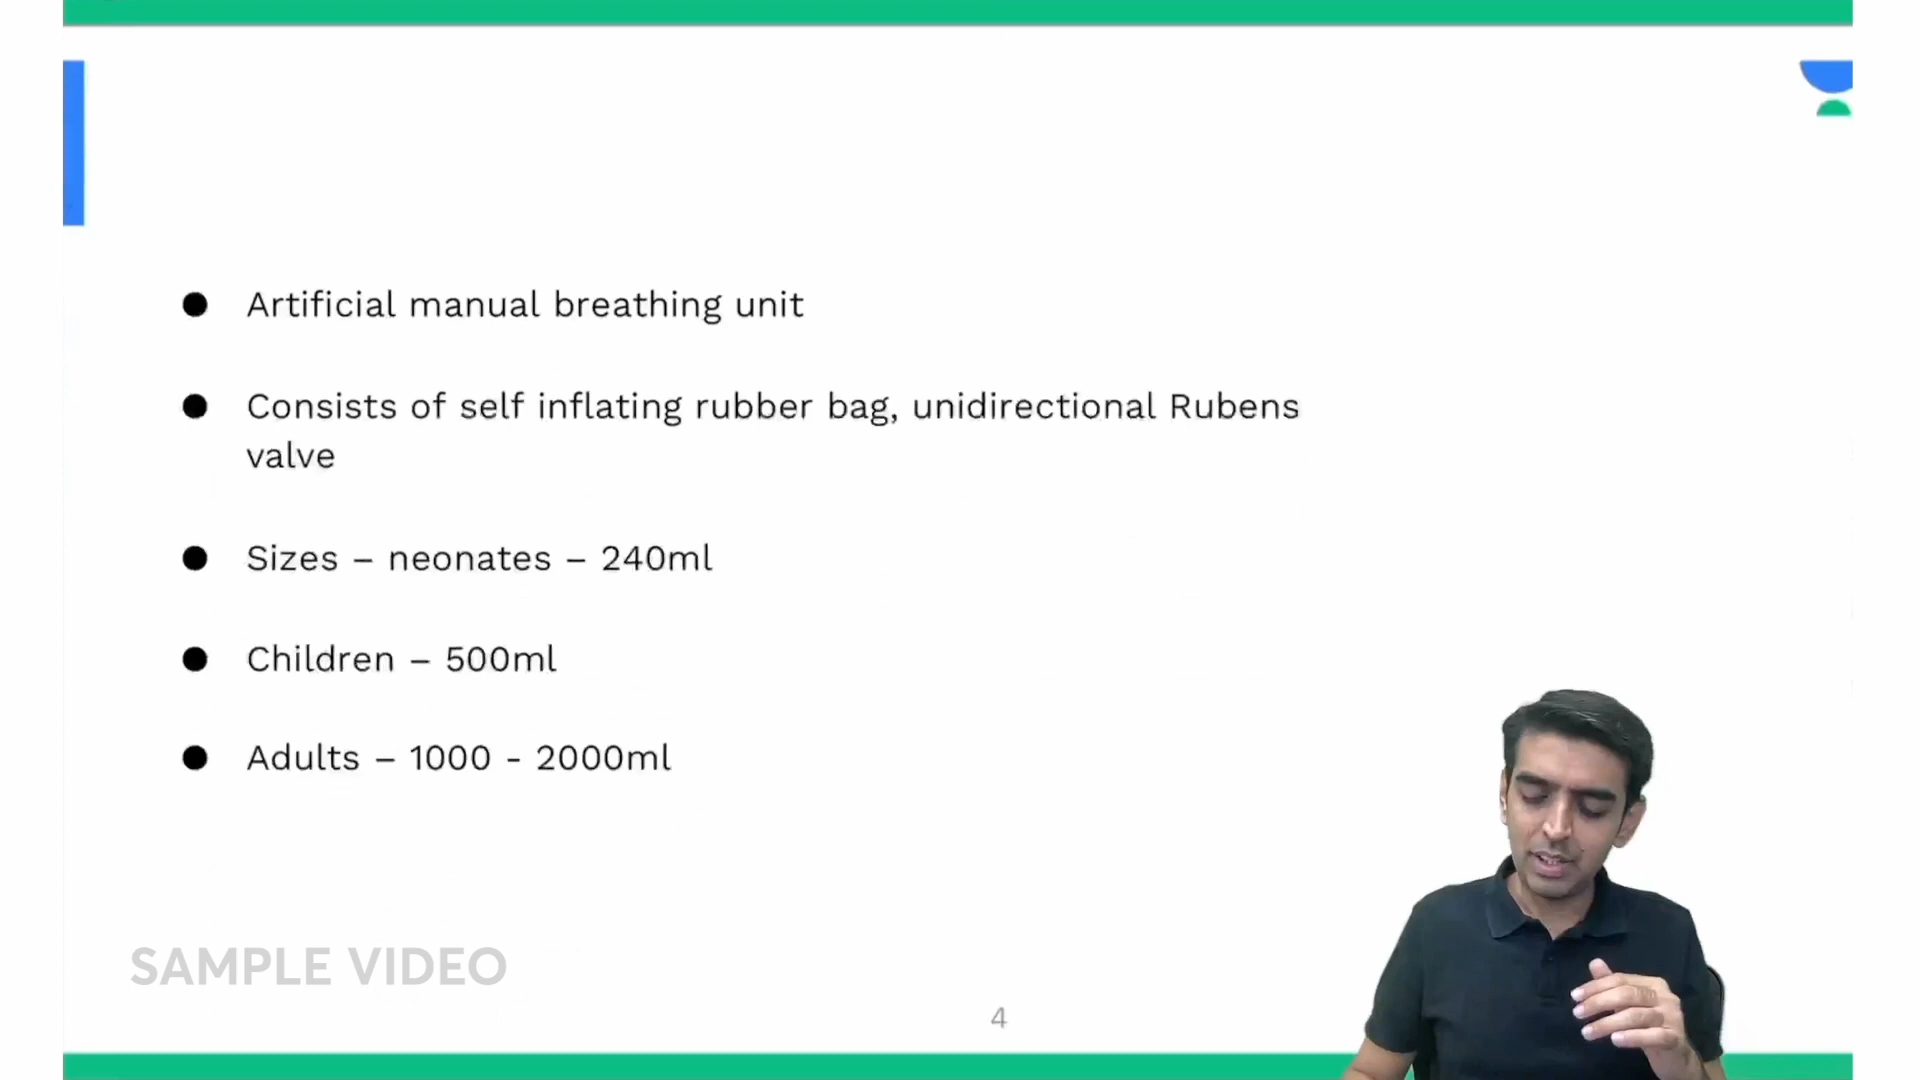 Artificial manual breathing unit
Consists of self inflating rubber bag, unidirectional Rubens
valve
Sizes – neonates – 240ml
Children – 500ml
Adults – 1000 - 2000ml
SAMPLE VIDEO
4